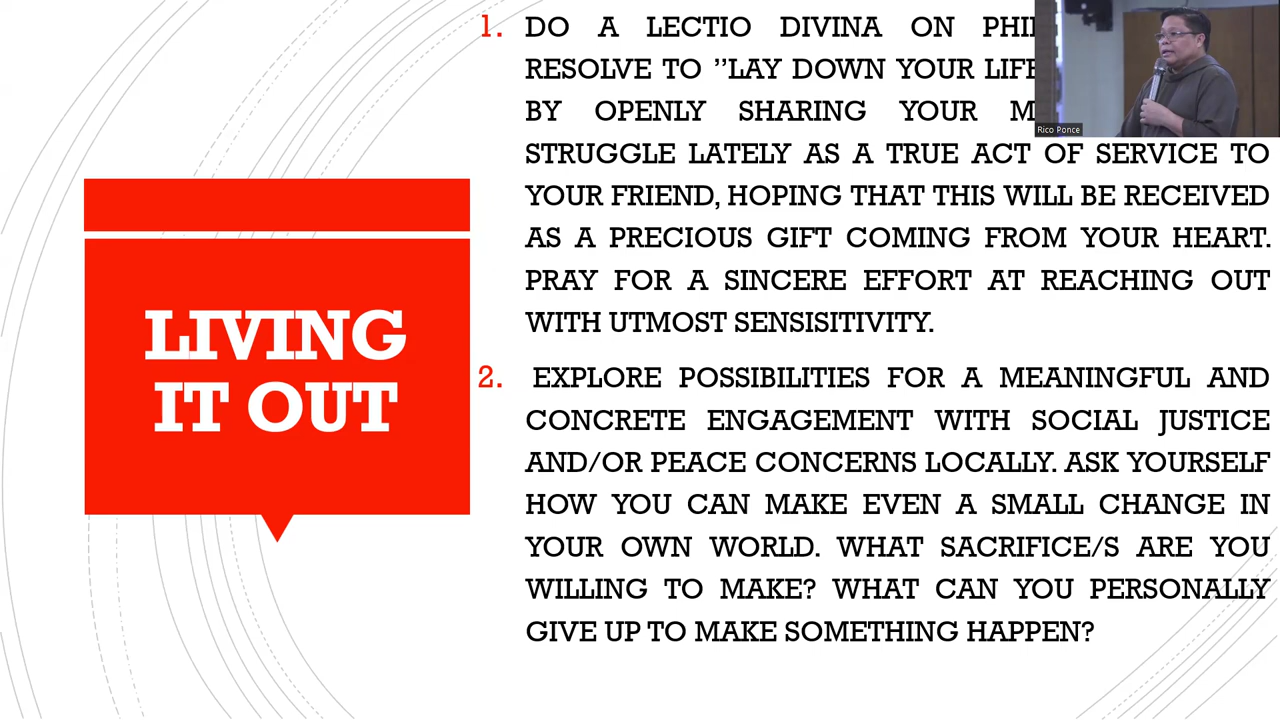 LIVING
IT OUT
1. DO A LECTIO DIVINA ON
RESOLVE TO ”LAY DOWN YOUR LIFE
BY OPENLY SHARING YOUR
STRUGGLE LATELY AS A TRUE ACT OF SERVICE TO
YOUR FRIEND, HOPING THAT THIS WILL BE RECEIVED
AS A PRECIOUS GIFT COMING FROM YOUR HEART.
PRAY FOR A SINCERE EFFORT AT REACHING OUT
WITH UTMOST SENSISITIVITY.
2. EXPLORE POSSIBILITIES FOR A MEANINGFUL AND
CONCRETE ENGAGEMENT WITH SOCIAL JUSTICE
AND/OR PEACE CONCERNS LOCALLY. ASK YOURSELF
HOW YOU CAN MAKE EVEN A SMALL CHANGE IN
YOUR OWN WORLD. WHAT SACRIFICE/S ARE YOU
WILLING TO MAKE? WHAT CAN YOU PERSONALLY
GIVE UP TO MAKE SOMETHING HAPPEN?
Rico Ponce